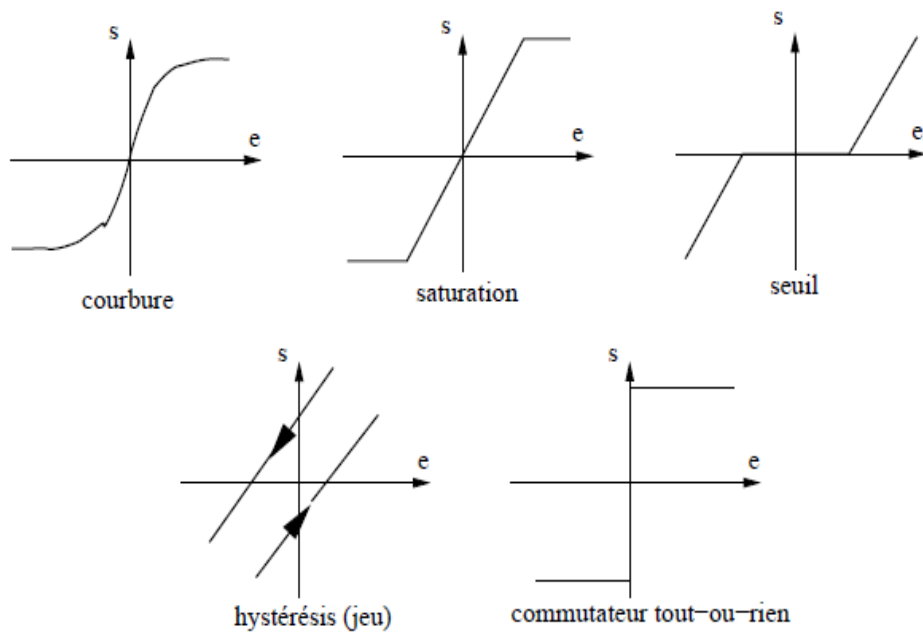 s
e
courbure
s
e
saturation
s
e
seuil
s
e
hystérésis (jeu)
s
e
commutateur tout−ou−rien